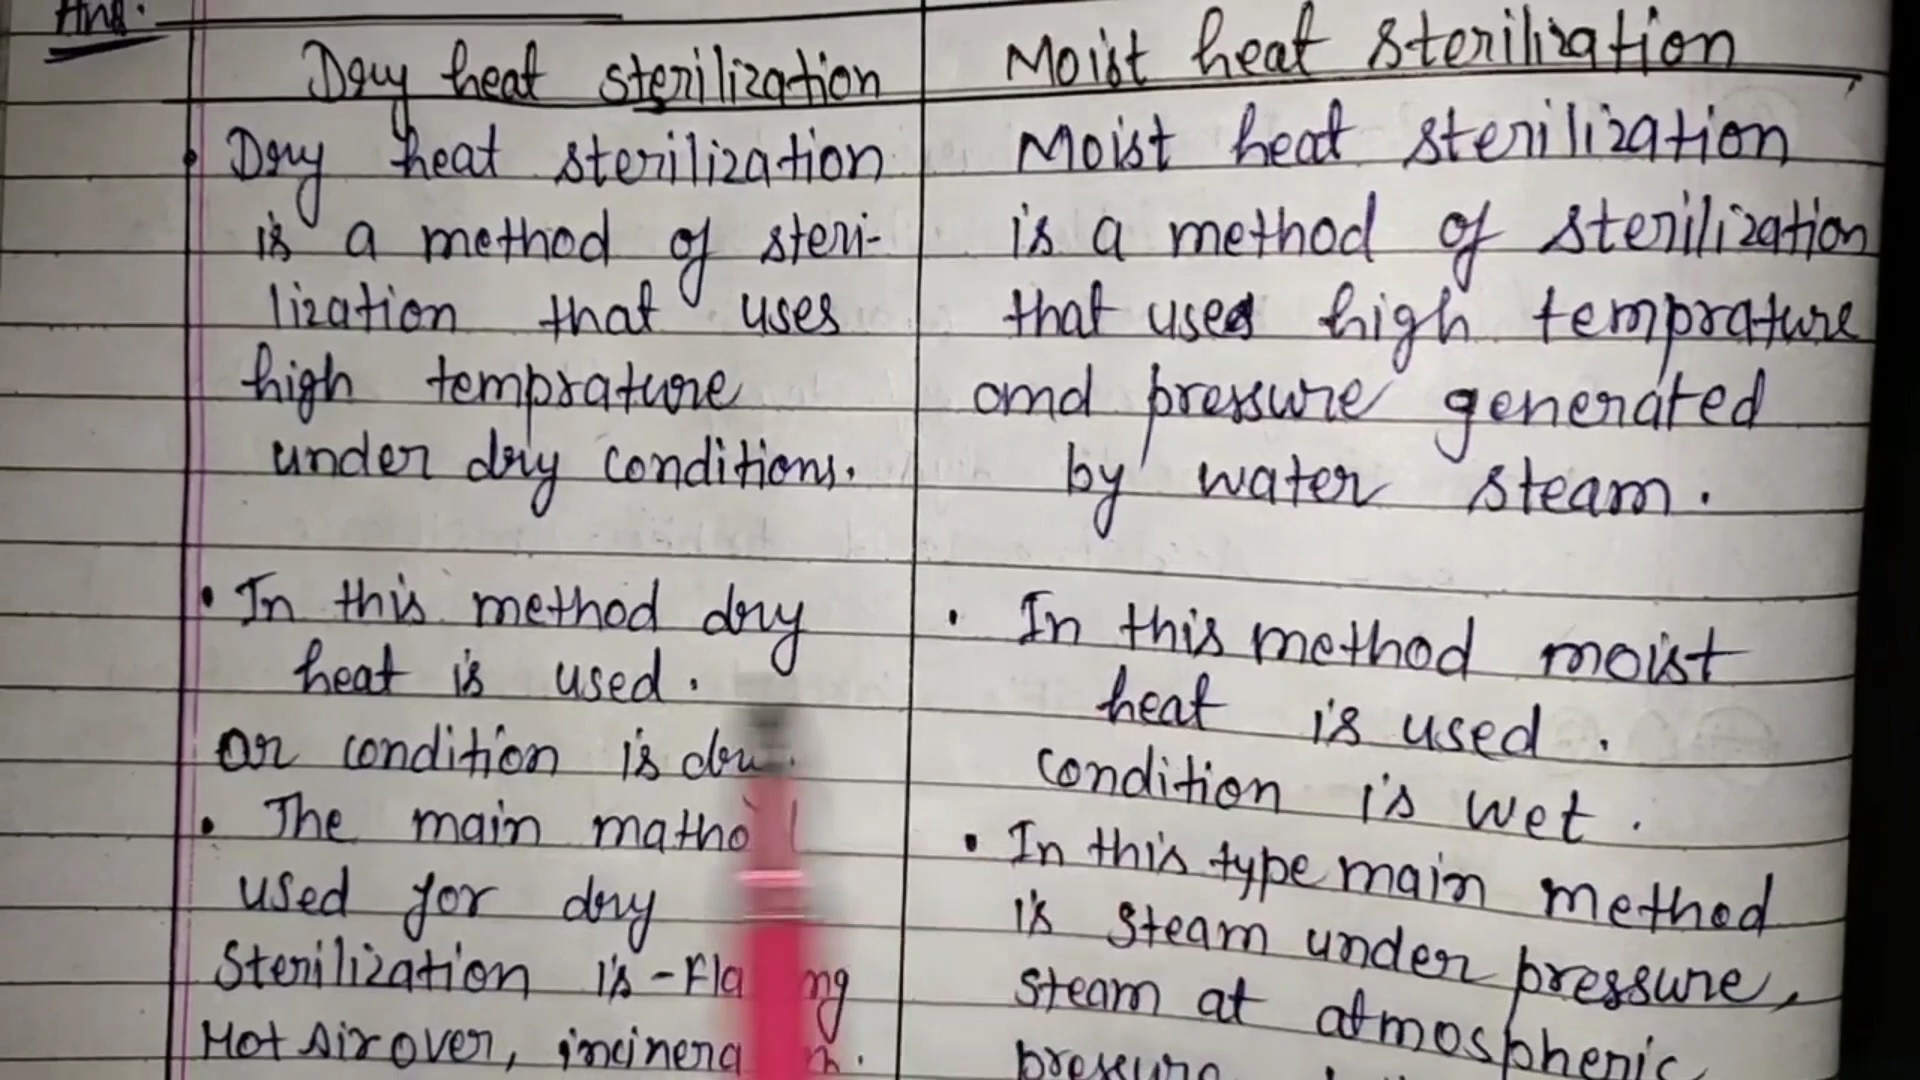 Ans.
Dry heat sterilization
• Dry heat sterilization
is a method of steri-
lization that uses
high temprature
under dry conditions.
• In this method dry
heat is used.
or condition is
• The main
used for dry
Sterilization is -
Hot Air over,
Moist heat sterilization
Moist heat sterilization
is a method of sterilization
that uses high temprature
and pressure generated
by water steam.
• In this method moist
heat is used.
condition is wet.
• In this type main method
is steam under pressure,
steam at atmospheric
pressure